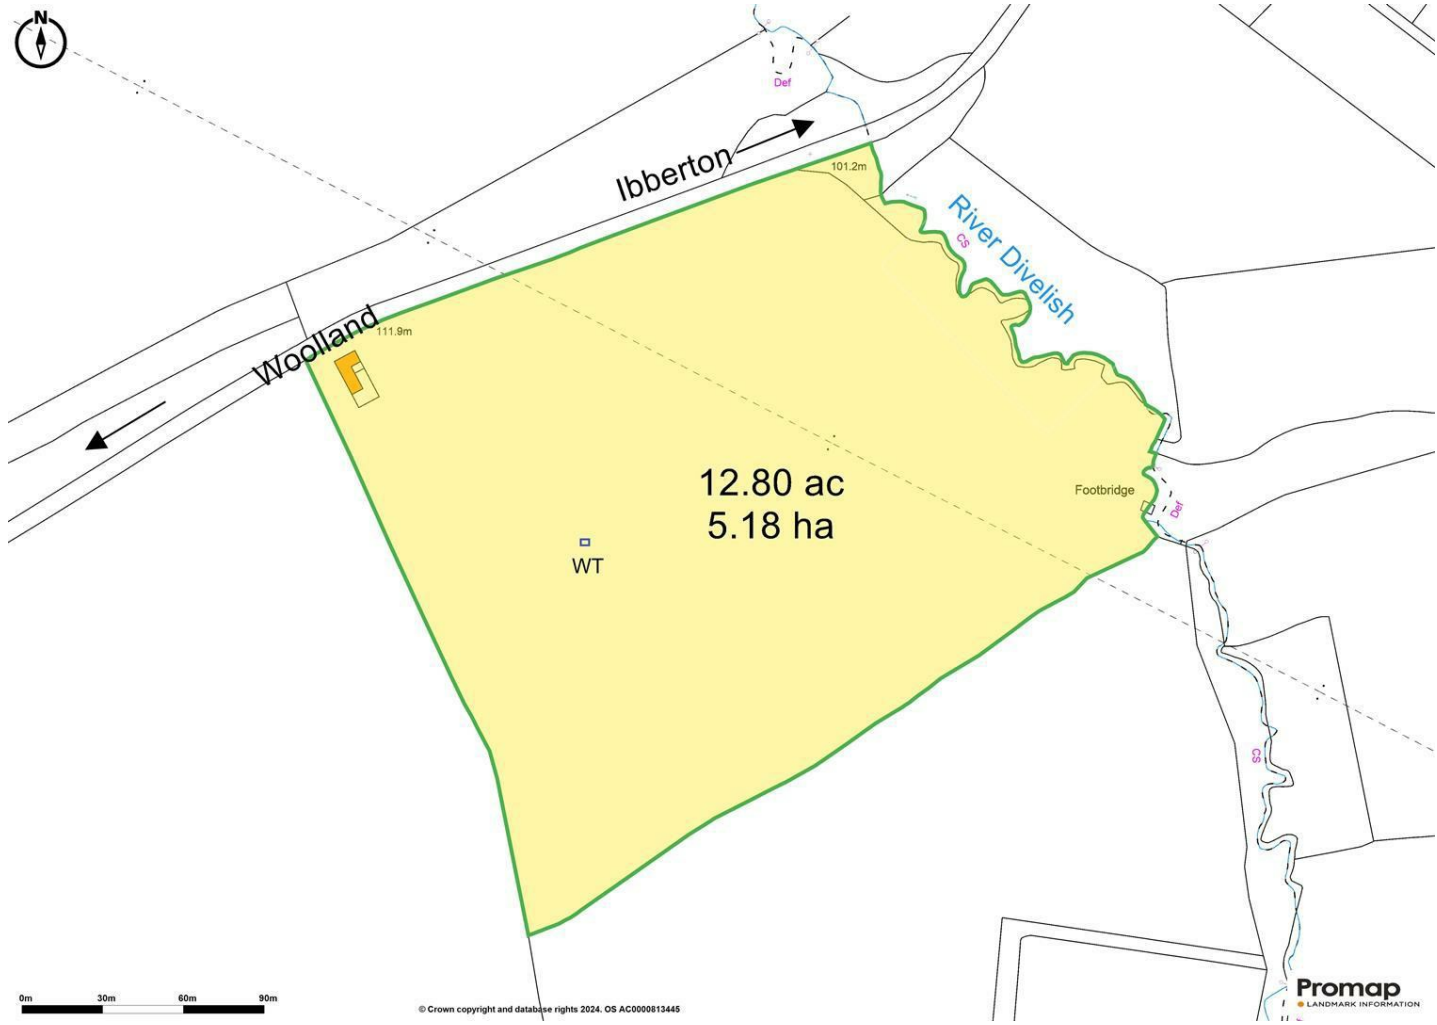 N
Def
Ibberton
101.2m
River Divelish
CS
Woolland
111.9m
12.80 ac
5.18 ha
Footbridge
Def
WT
CS
0m 30m 60m 90m
© Crown copyright and database rights 2024. OS AC0000813445
Promap
LANDMARK INFORMATION